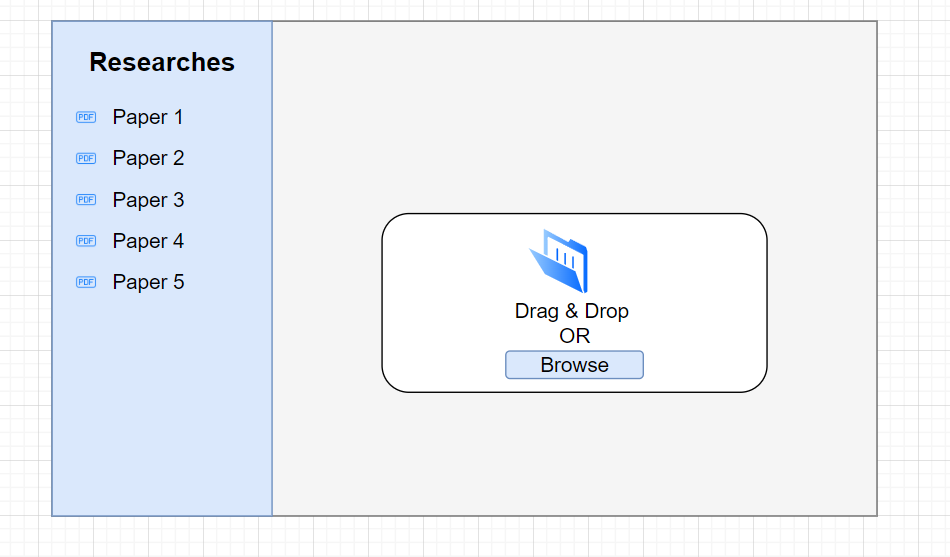 Researches
PDF Paper 1
PDF Paper 2
PDF Paper 3
PDF Paper 4
PDF Paper 5
Drag & Drop
OR
Browse